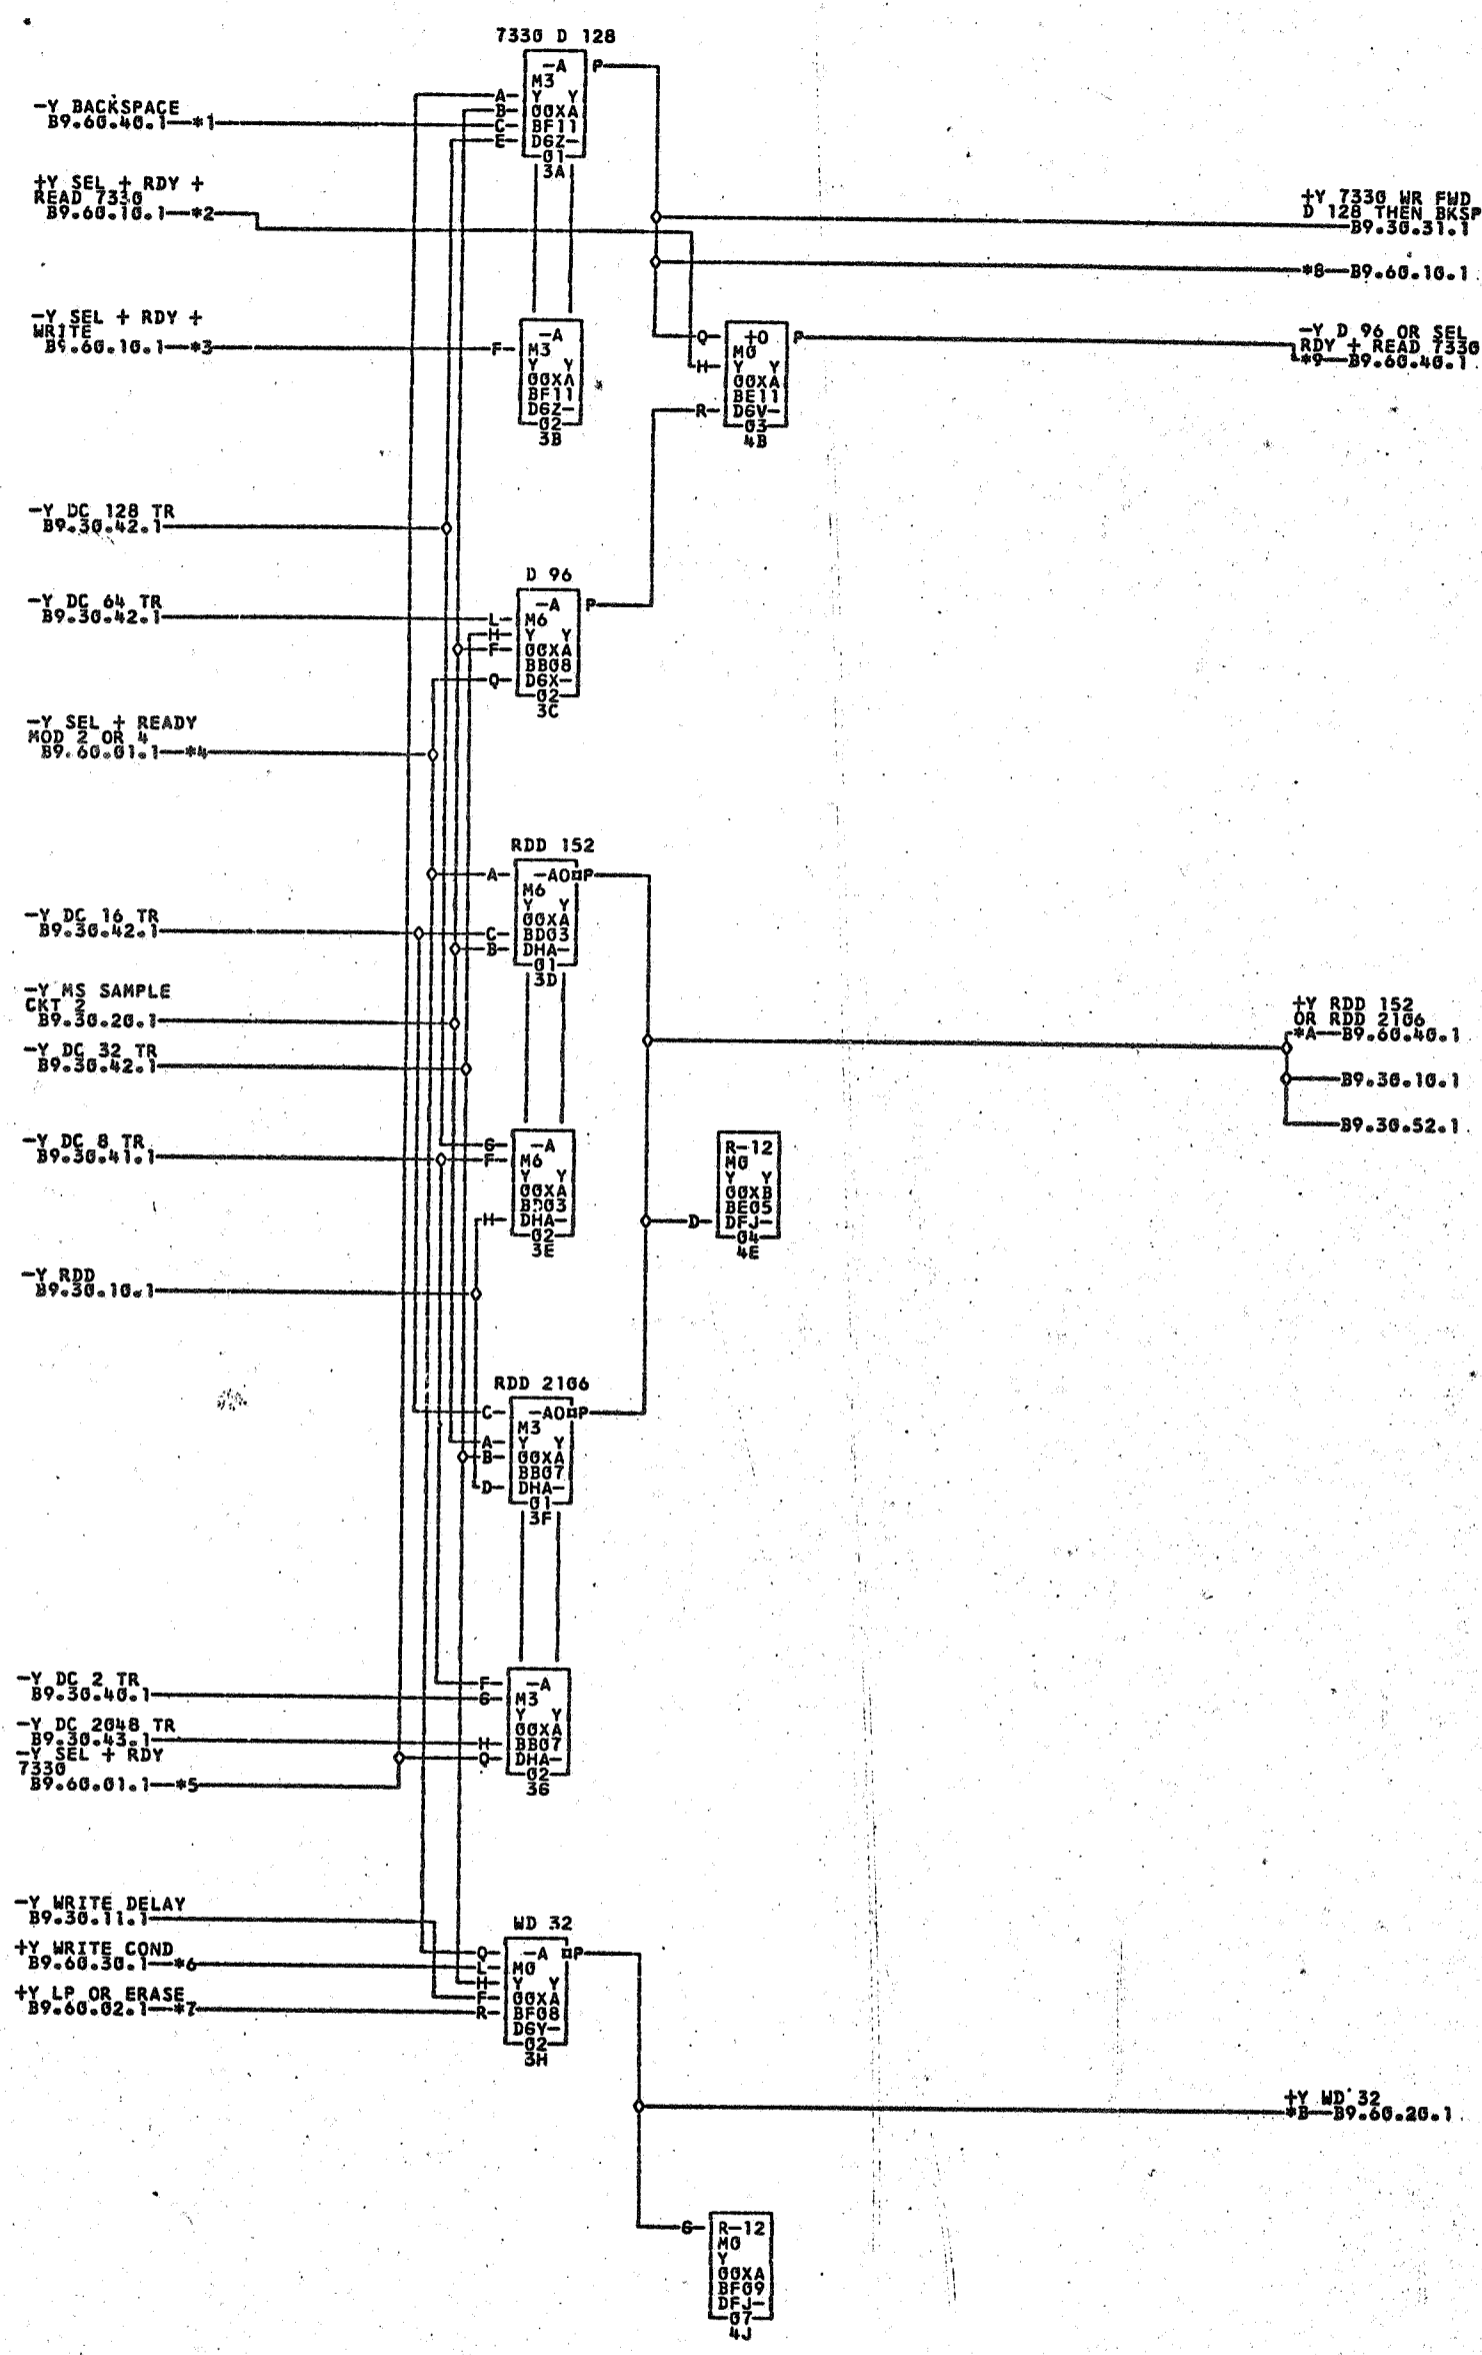 7330 D 128
-A P
M3
A Y Y
B 00XA
C BF11
E D6Z-
01
3A
-Y BACKSPACE
B9.60.40.1—*1
+Y SEL + RDY +
READ 7330
B9.60.10.1—*2
+Y 7330 WR FWD
D 128 THEN BKSP
B9.30.31.1
*8—B9.60.10.1
-Y SEL + RDY +
WRITE
B9.60.10.1—*3
-A
F M3
Y Y
00XA
BF11
D6Z-
02
3B
Q +O P
M0
H Y Y
00XA
BE11
R D6V-
03
4B
-Y D 96 OR SEL
RDY + READ 7330
*9—B9.60.40.1
-Y DC 128 TR
B9.30.42.1
D 96
-Y DC 64 TR
B9.30.42.1
-A P
L M6
H Y Y
F 00XA
BB08
Q D6X-
02
3C
-Y SEL + READY
MOD 2 OR 4
B9.60.01.1—*4
RDD 152
A -AO P
M6
Y Y
00XA
C BD03
B DHA-
01
3D
-Y DC 16 TR
B9.30.42.1
-Y MS SAMPLE
CKT 2
B9.30.20.1
-Y DC 32 TR
B9.30.42.1
+Y RDD 152
OR RDD 2106
*A—B9.60.40.1
B9.30.10.1
B9.30.52.1
-Y DC 8 TR
B9.30.41.1
G -A
F M6
Y Y
00XA
BD03
H DHA-
02
3E
R-12
M0
Y Y
00XB
BE05
D DFJ-
04
4E
-Y RDD
B9.30.10.1
RDD 2106
C -AO P
M3
A Y Y
B 00XA
BB07
D DHA-
01
3F
-Y DC 2 TR
B9.30.40.1
-Y DC 2048 TR
B9.30.43.1
-Y SEL + RDY
7330
B9.60.01.1—*5
F -A
G M3
Y Y
00XA
H BB07
Q DHA-
02
3G
-Y WRITE DELAY
B9.30.11.1
+Y WRITE COND
B9.60.30.1—*6
+Y LP OR ERASE
B9.60.02.1—*7
WD 32
Q -A P
L M0
H Y Y
F 00XA
R BF08
D6Y-
02
3H
+Y WD 32
*B—B9.60.20.1
G R-12
M0
Y
00XA
BF09
DFJ-
07
4J